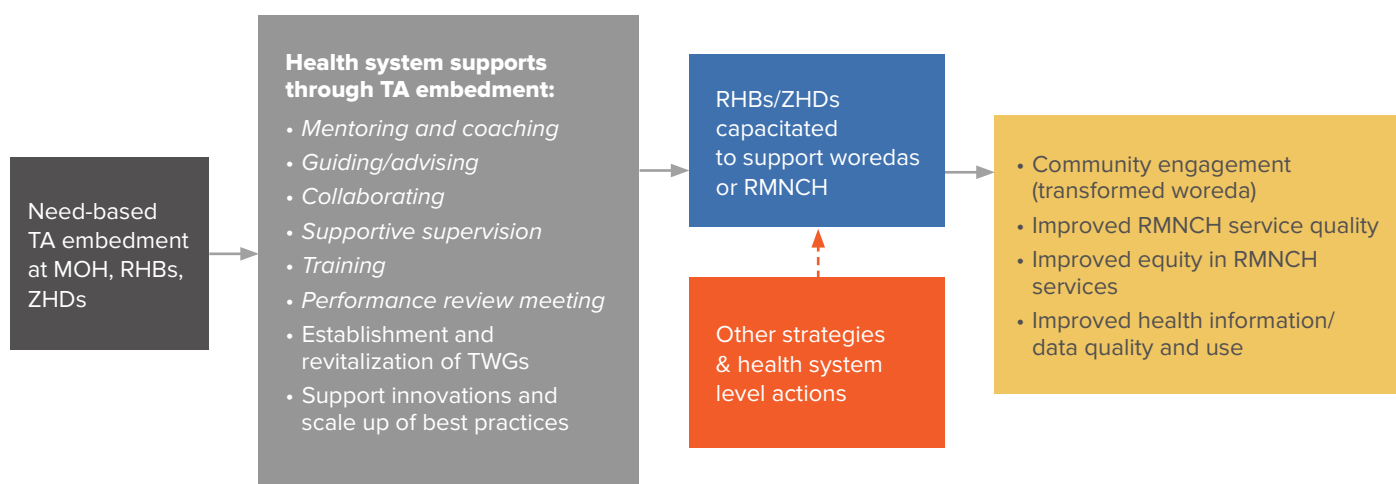 Need-based
TA embedment
at MOH, RHBs,
ZHDs
Health system supports
through TA embedment:
• Mentoring and coaching
• Guiding/advising
• Collaborating
• Supportive supervision
• Training
• Performance review meeting
• Establishment and
revitalization of TWGs
• Support innovations and
scale up of best practices
RHBs/ZHDs
capacitated
to support woredas
or RMNCH
Other strategies
& health system
level actions
• Community engagement
(transformed woreda)
• Improved RMNCH service quality
• Improved equity in RMNCH
services
• Improved health information/
data quality and use